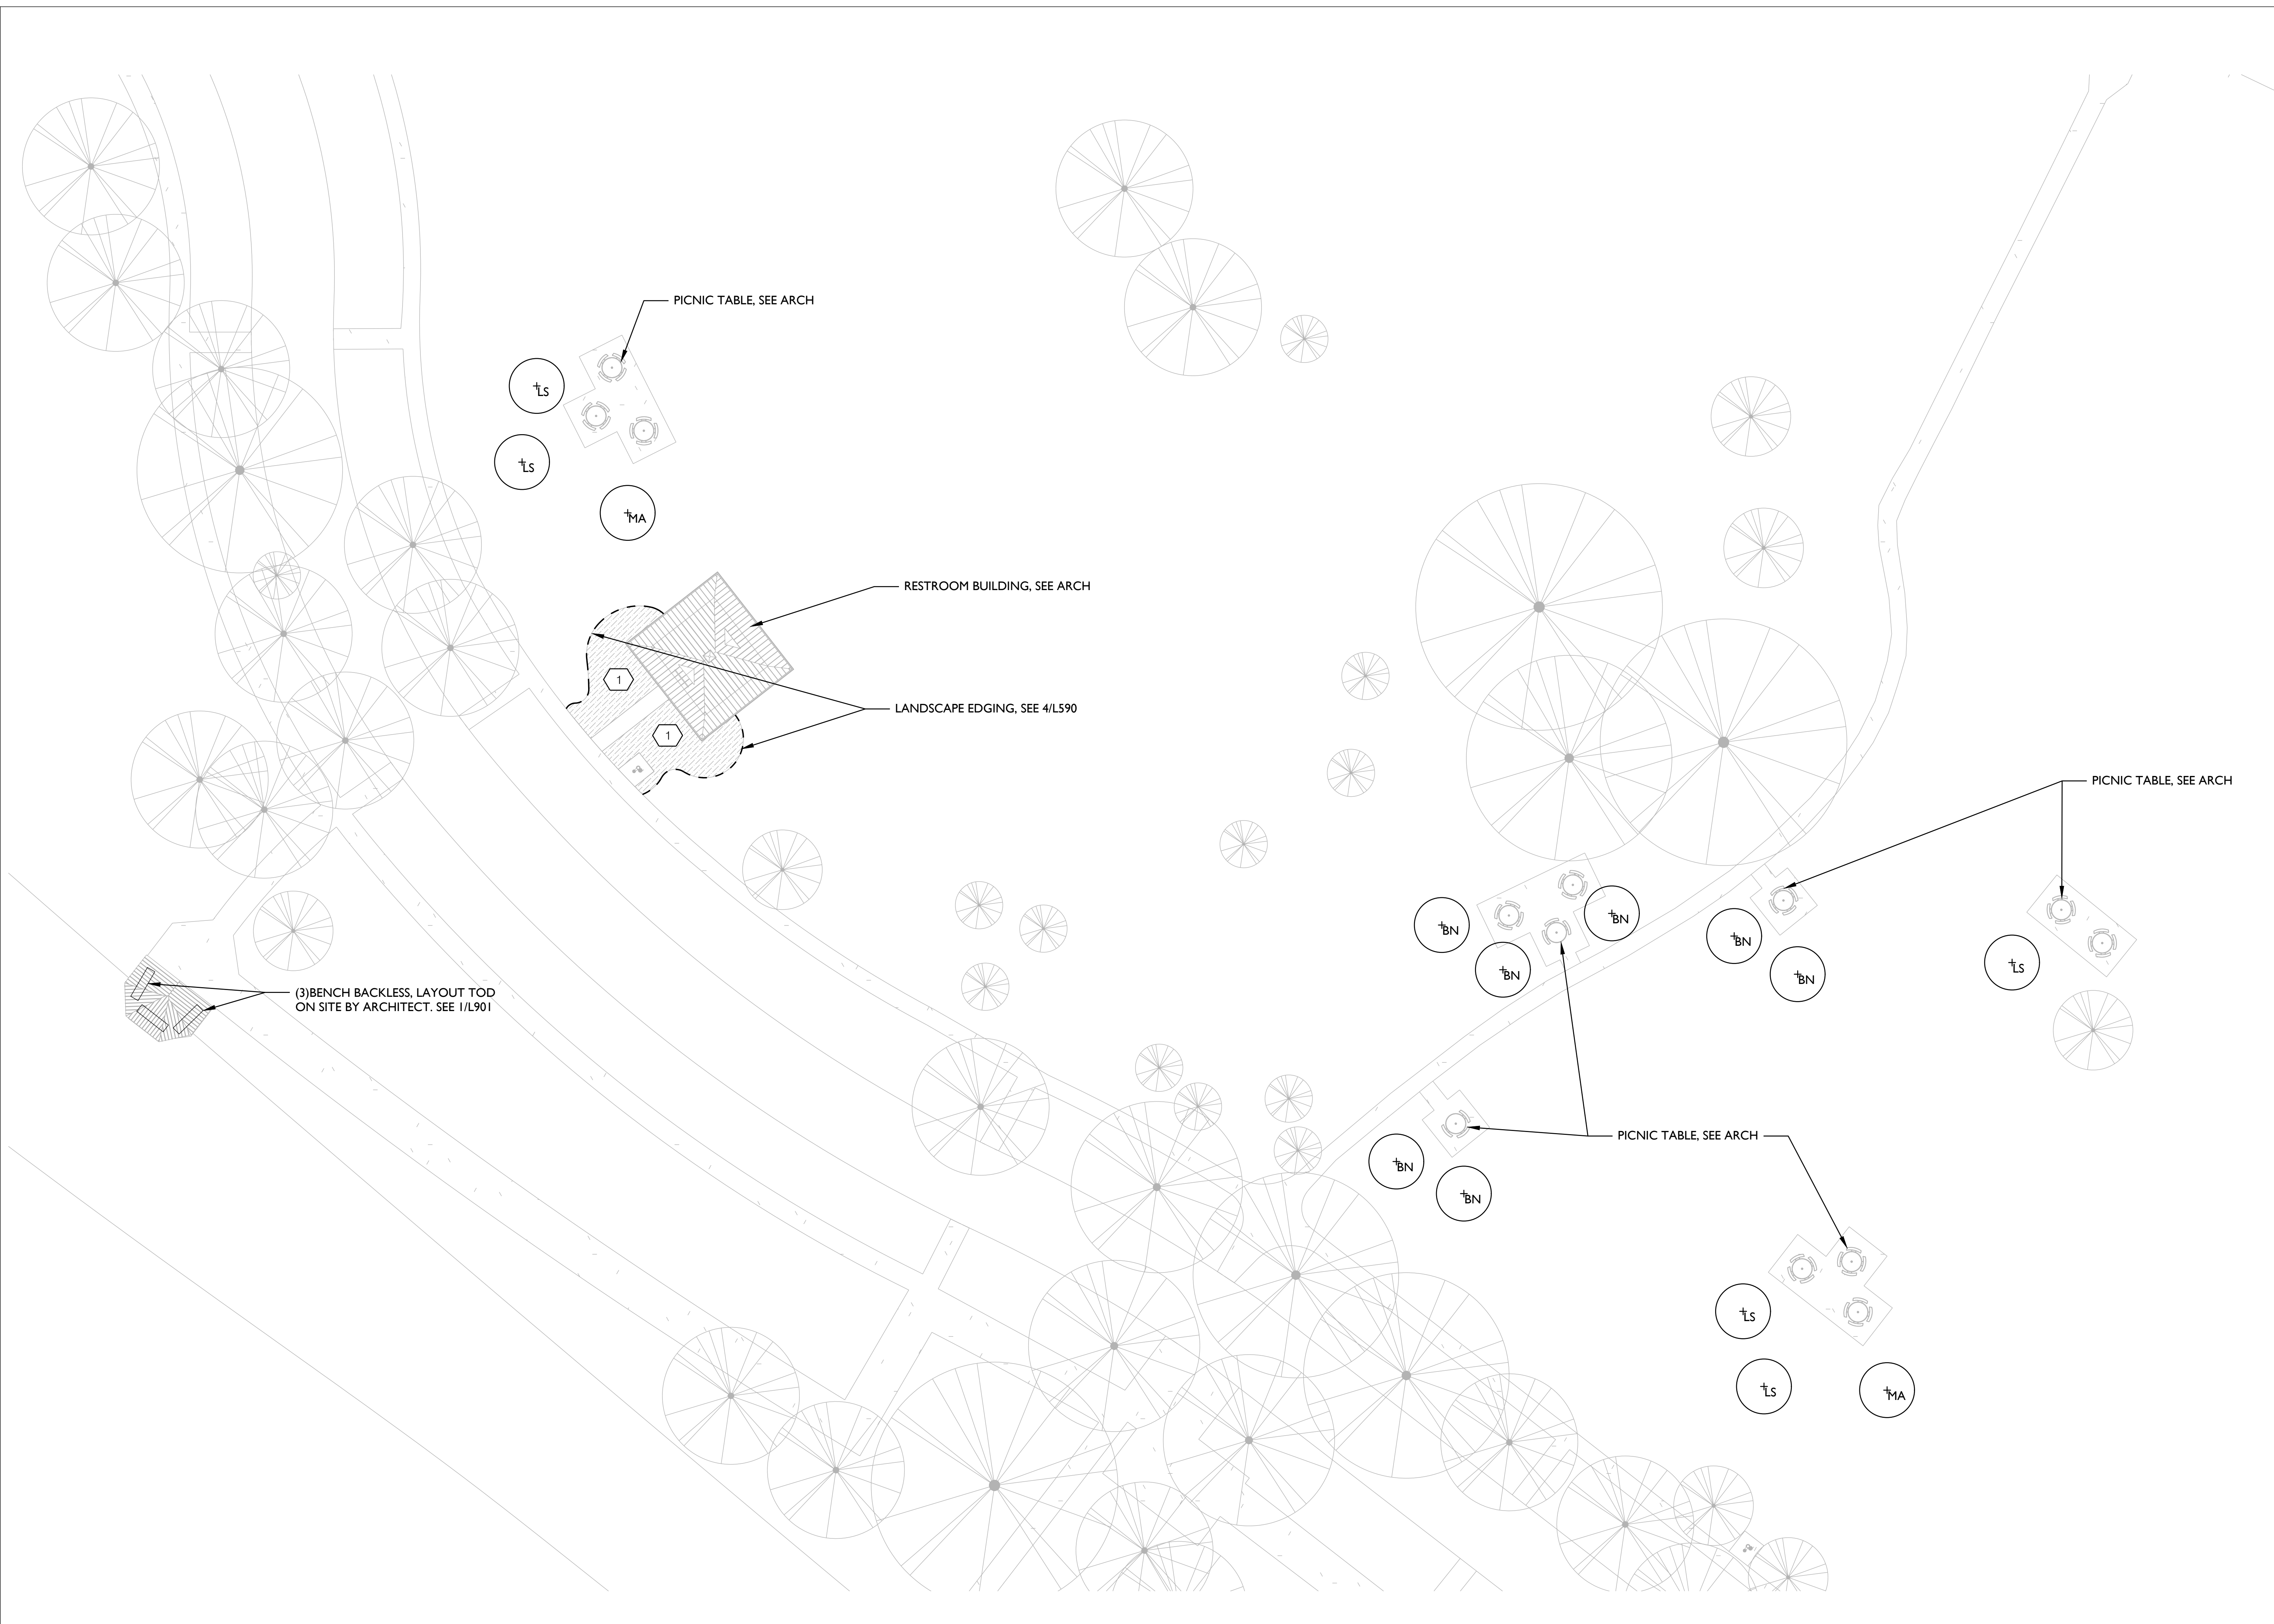 PICNIC TABLE, SEE ARCH
LS
LS
MA
RESTROOM BUILDING, SEE ARCH
1
LANDSCAPE EDGING, SEE 4/L590
1
PICNIC TABLE, SEE ARCH
BN
BN
BN
BN
BN
LS
(3)BENCH BACKLESS, LAYOUT TOD
ON SITE BY ARCHITECT. SEE 1/L901
PICNIC TABLE, SEE ARCH
BN
BN
LS
LS
MA